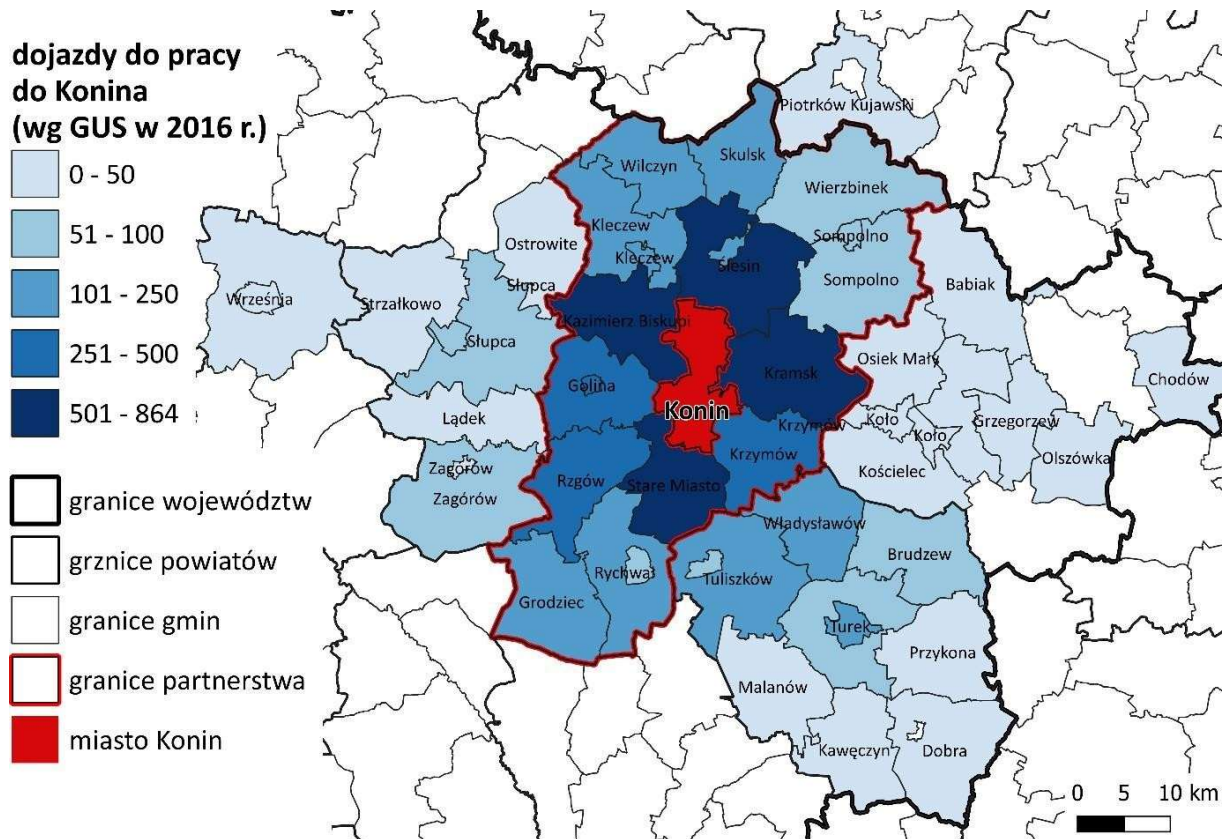 dojazdy do pracy
do Konina
(wg GUS w 2016 r.)
0 - 50
51 - 100
101 - 250
251 - 500
501 - 864
granice województw
grznice powiatów
granice gmin
granice partnerstwa
miasto Konin
Piotrków Kujawski
Skulsk
Wilczyn
Wierzbinek
Kleczew
Ostrowite
Sompolno
Kleczew
Ślesin
Słupca
Sompolno
Babiak
Września
Strzałkowo
Kazimierz Biskupi
Słupca
Osiek Mały
Kramsk
Chodów
Golina
Konin
Lądek
Koło
Krzymów
Grzegorzew
Koło
Krzymów
Olszówka
Zagórów
Kościelec
Rzgów
Stare Miasto
Zagórów
Władysławów
Brudzew
Rychwał
Tuliszków
Grodziec
Turek
Przykona
Malanów
Kawęczyn
Dobra
0 5 10 km